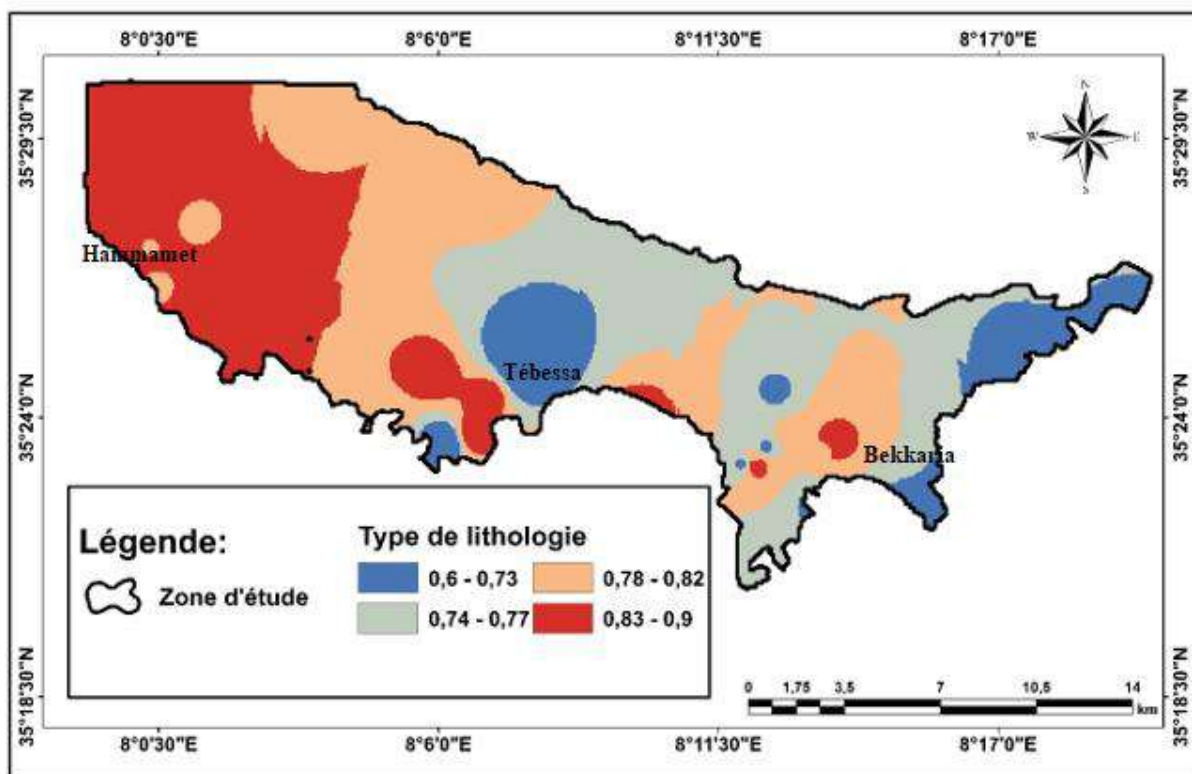 8°0'30"E 8°6'0"E 8°11'30"E 8°17'0"E
35°29'30"N 35°29'30"N
N
W E
S
Hammamet
Tébessa
35°24'0"N 35°24'0"N
Bekkaria
Légende:
Zone d'étude
Type de lithologie
0,6 - 0,73 0,78 - 0,82
0,74 - 0,77 0,83 - 0,9
35°18'30"N 35°18'30"N
0 1,75 3,5 7 10,5 14
km
8°0'30"E 8°6'0"E 8°11'30"E 8°17'0"E